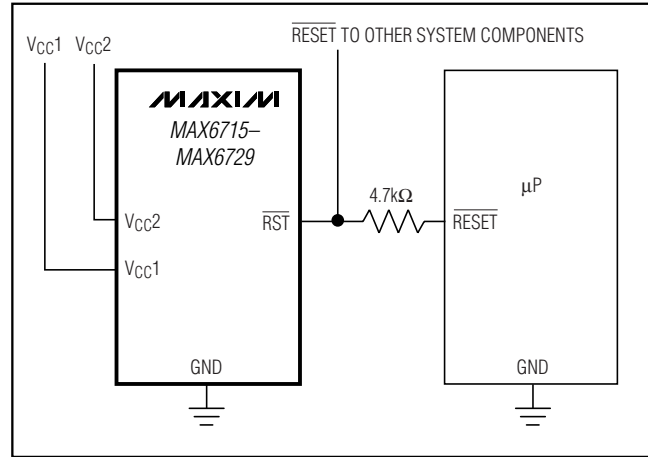 VCC1 VCC2
RESET TO OTHER SYSTEM COMPONENTS
MAXIM
MAX6715–
MAX6729
VCC2
VCC1
RST
GND
4.7kΩ
µP
RESET
GND